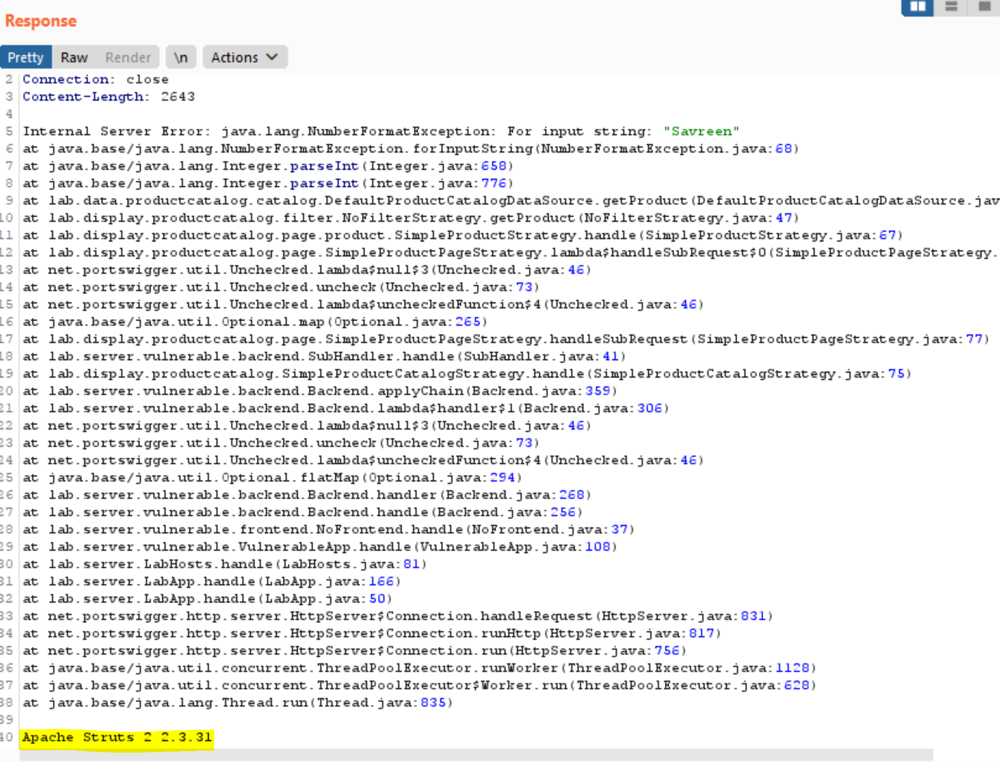 Response
Pretty Raw Render \n Actions
2 Connection: close
3 Content-Length: 2643
4
5 Internal Server Error: java.lang.NumberFormatException: For input string: "Savreen"
6 at java.base/java.lang.NumberFormatException.forInputString(NumberFormatException.java:68)
7 at java.base/java.lang.Integer.parseInt(Integer.java:658)
8 at java.base/java.lang.Integer.parseInt(Integer.java:776)
9 at lab.data.productcatalog.catalog.DefaultProductCatalogDataSource.getProduct(DefaultProductCatalogDataSource.jav
10 at lab.display.productcatalog.filter.NoFilterStrategy.getProduct(NoFilterStrategy.java:47)
11 at lab.display.productcatalog.page.product.SimpleProductStrategy.handle(SimpleProductStrategy.java:67)
12 at lab.display.productcatalog.page.SimpleProductPageStrategy.lambda$handleSubRequest$0(SimpleProductPageStrategy.
13 at net.portswigger.util.Unchecked.lambda$null$3(Unchecked.java:46)
14 at net.portswigger.util.Unchecked.uncheck(Unchecked.java:73)
15 at net.portswigger.util.Unchecked.lambda$uncheckedFunction$4(Unchecked.java:46)
16 at java.base/java.util.Optional.map(Optional.java:265)
17 at lab.display.productcatalog.page.SimpleProductPageStrategy.handleSubRequest(SimpleProductPageStrategy.java:77)
18 at lab.server.vulnerable.backend.SubHandler.handle(SubHandler.java:41)
19 at lab.display.productcatalog.SimpleProductCatalogStrategy.handle(SimpleProductCatalogStrategy.java:75)
20 at lab.server.vulnerable.backend.Backend.applyChain(Backend.java:359)
21 at lab.server.vulnerable.backend.Backend.lambda$handler$1(Backend.java:306)
22 at net.portswigger.util.Unchecked.lambda$null$3(Unchecked.java:46)
23 at net.portswigger.util.Unchecked.uncheck(Unchecked.java:73)
24 at net.portswigger.util.Unchecked.lambda$uncheckedFunction$4(Unchecked.java:46)
25 at java.base/java.util.Optional.flatMap(Optional.java:294)
26 at lab.server.vulnerable.backend.Backend.handler(Backend.java:268)
27 at lab.server.vulnerable.backend.Backend.handle(Backend.java:256)
28 at lab.server.vulnerable.frontend.NoFrontend.handle(NoFrontend.java:37)
29 at lab.server.vulnerable.VulnerableApp.handle(VulnerableApp.java:108)
30 at lab.server.LabHosts.handle(LabHosts.java:81)
31 at lab.server.LabApp.handle(LabApp.java:166)
32 at lab.server.LabApp.handle(LabApp.java:50)
33 at net.portswigger.http.server.HttpServer$Connection.handleRequest(HttpServer.java:831)
34 at net.portswigger.http.server.HttpServer$Connection.runHttp(HttpServer.java:817)
35 at net.portswigger.http.server.HttpServer$Connection.run(HttpServer.java:756)
36 at java.base/java.util.concurrent.ThreadPoolExecutor.runWorker(ThreadPoolExecutor.java:1128)
37 at java.base/java.util.concurrent.ThreadPoolExecutor$Worker.run(ThreadPoolExecutor.java:628)
38 at java.base/java.lang.Thread.run(Thread.java:835)
39
40 Apache Struts 2 2.3.31